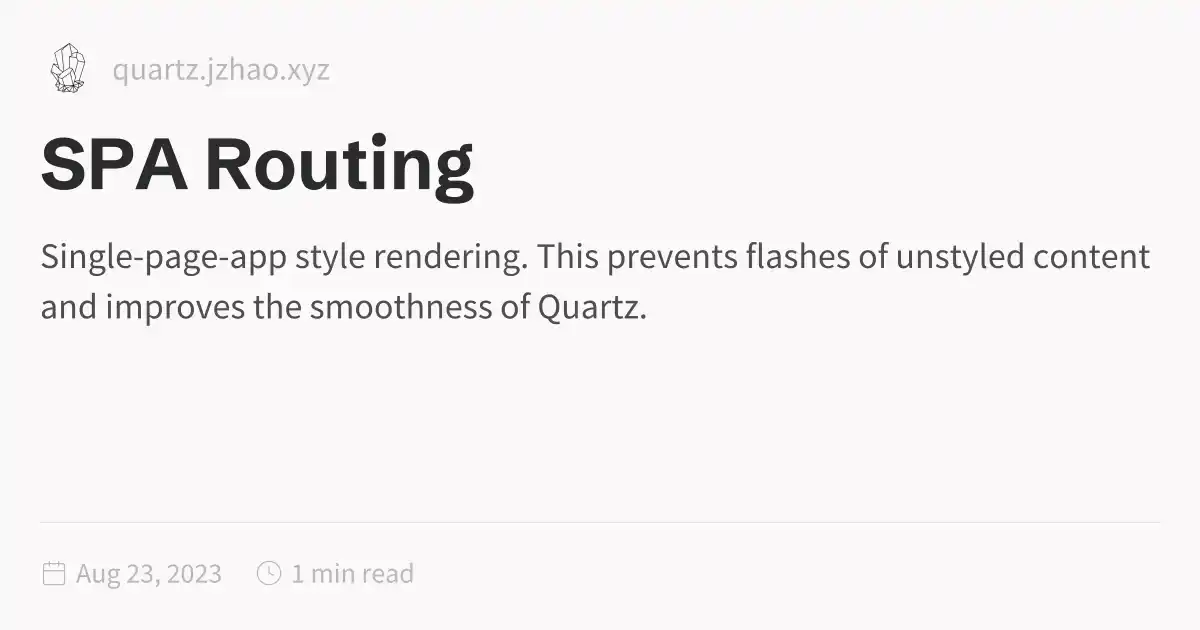 quartz.jzhao.xyz
SPA Routing
Single-page-app style rendering. This prevents flashes of unstyled content
and improves the smoothness of Quartz.
Aug 23, 2023 1 min read